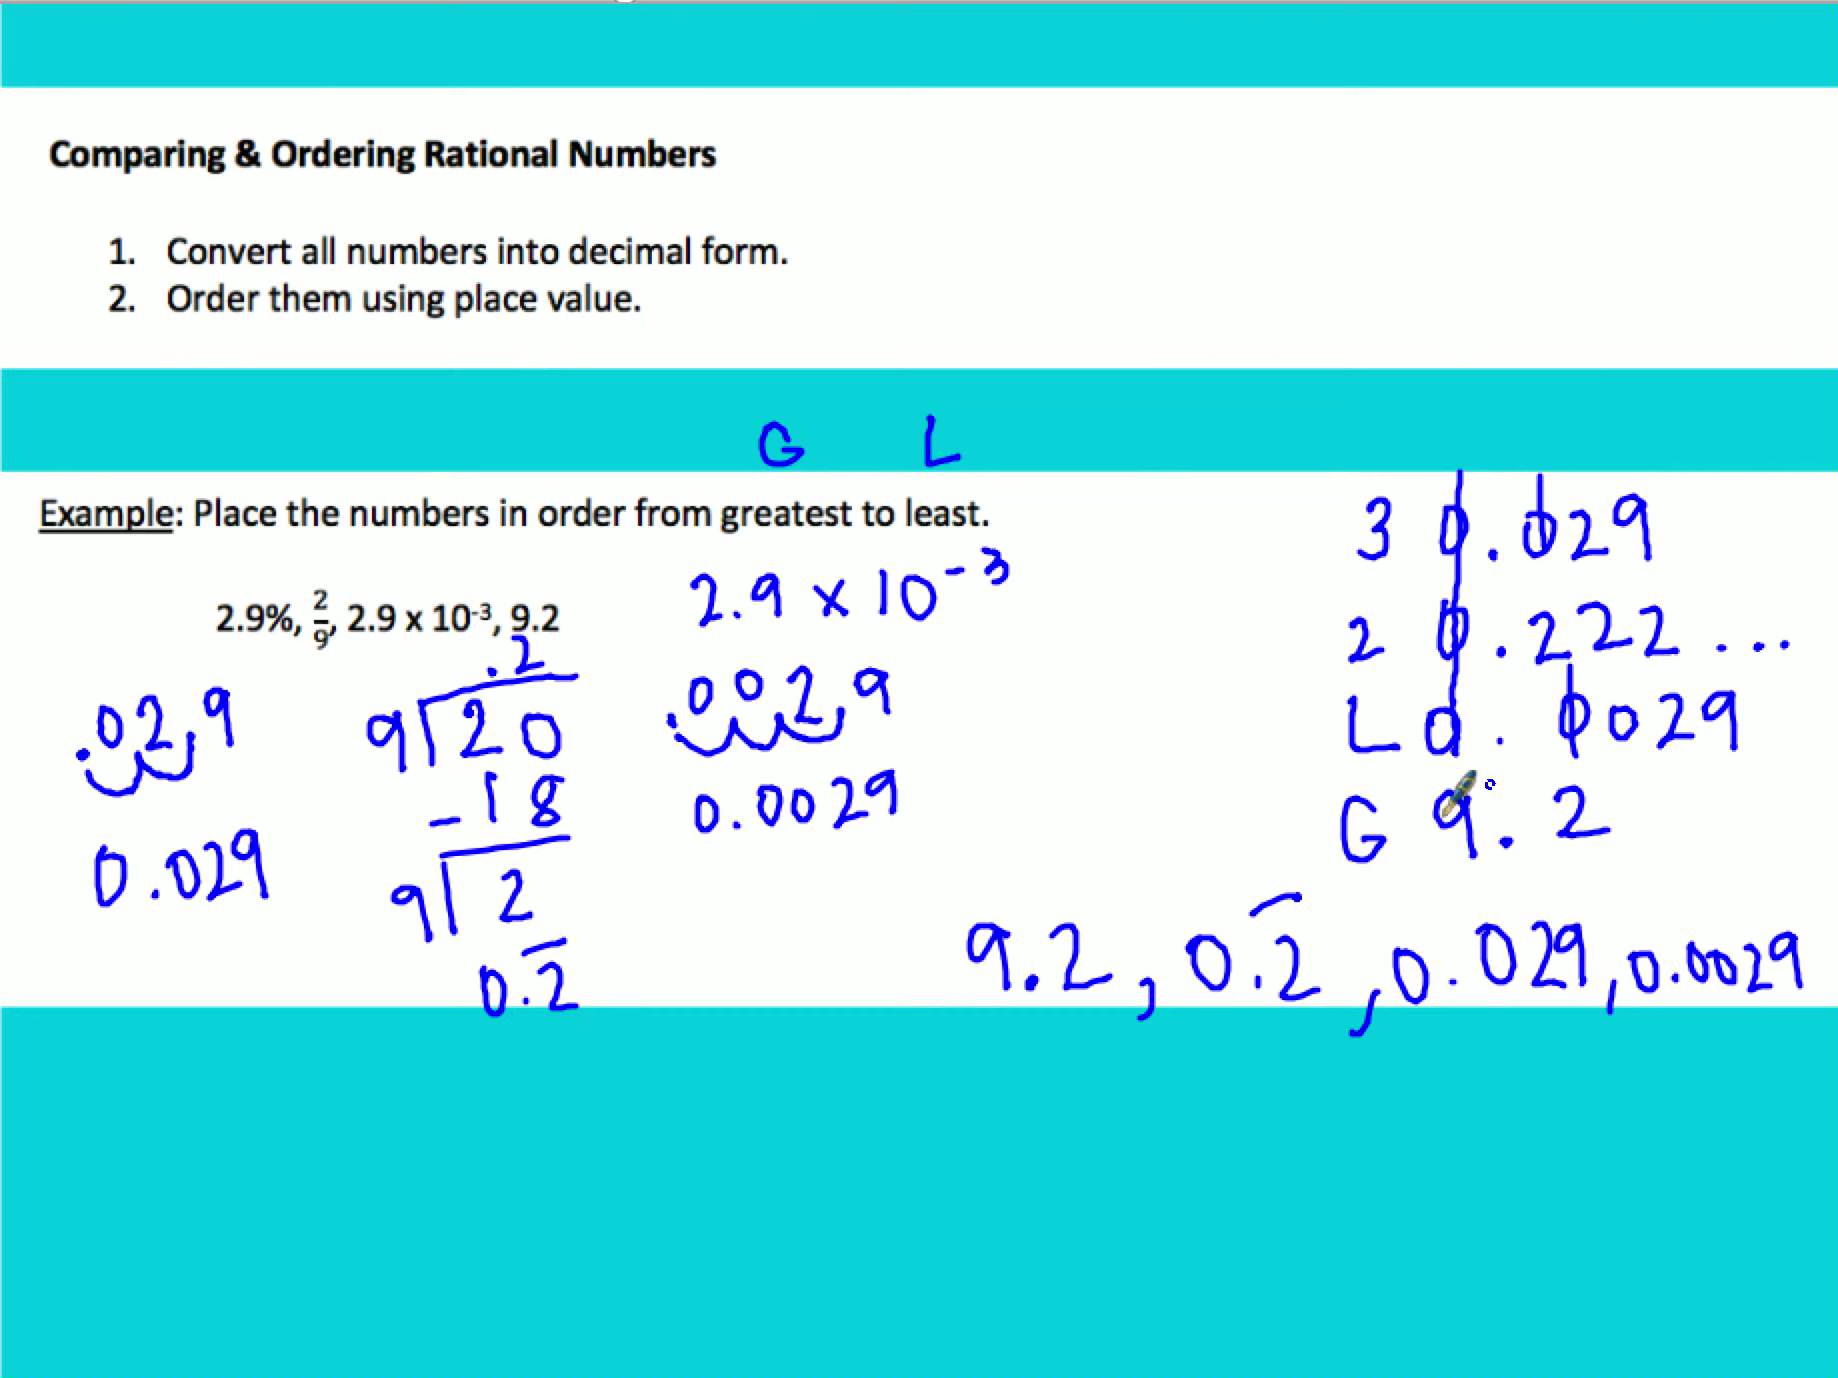 Comparing & Ordering Rational Numbers
1. Convert all numbers into decimal form.
2. Order them using place value.
G L
Example: Place the numbers in order from greatest to least.
2.9%, 2/9, 2.9 x 10⁻³, 9.2
.02,9
0.029
.2
9 20
-18
9 2
0.2̅
2.9 x 10⁻³
.002,9
0.0029
3 0.029
2 0.222...
L 0.0029
G 9.2
9.2, 0.2̅, 0.029, 0.0029